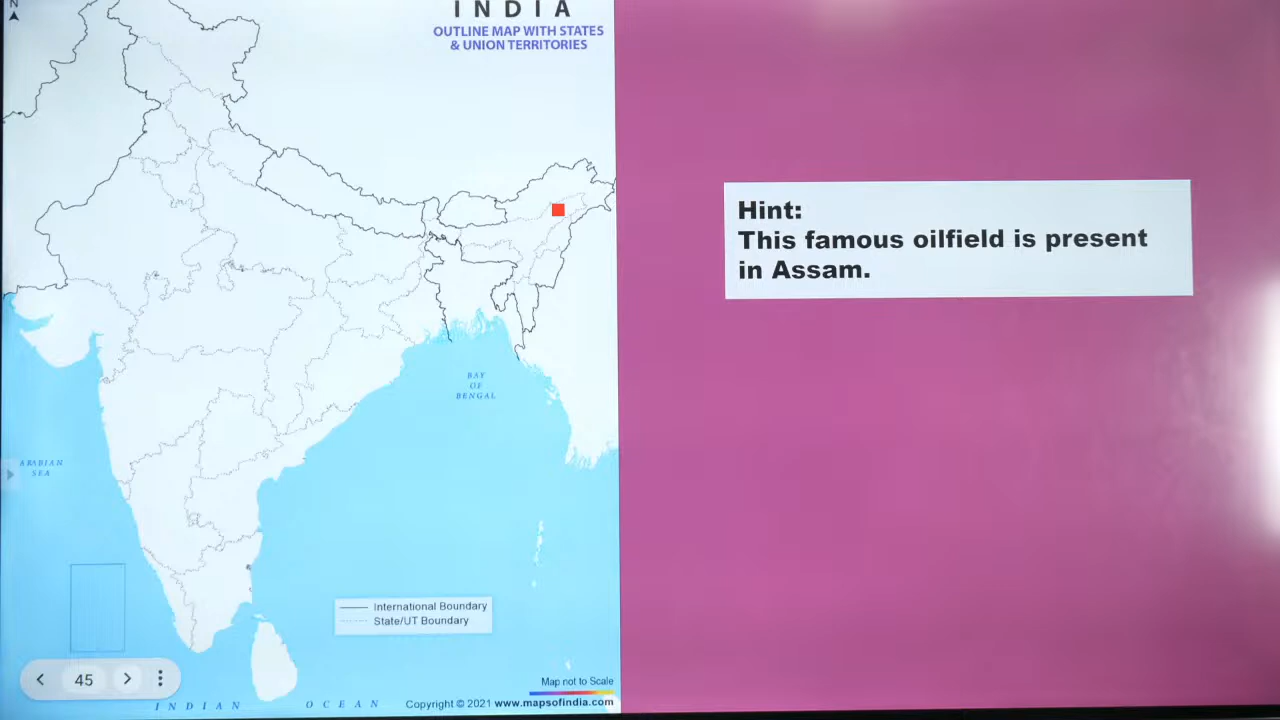 N
INDIA
OUTLINE MAP WITH STATES
& UNION TERRITORIES
Hint:
This famous oilfield is present
in Assam.
BAY
OF
BENGAL
ARABIAN
SEA
International Boundary
State/UT Boundary
45
Map not to Scale
INDIAN OCEAN
Copyright © 2021 www.mapsofindia.com